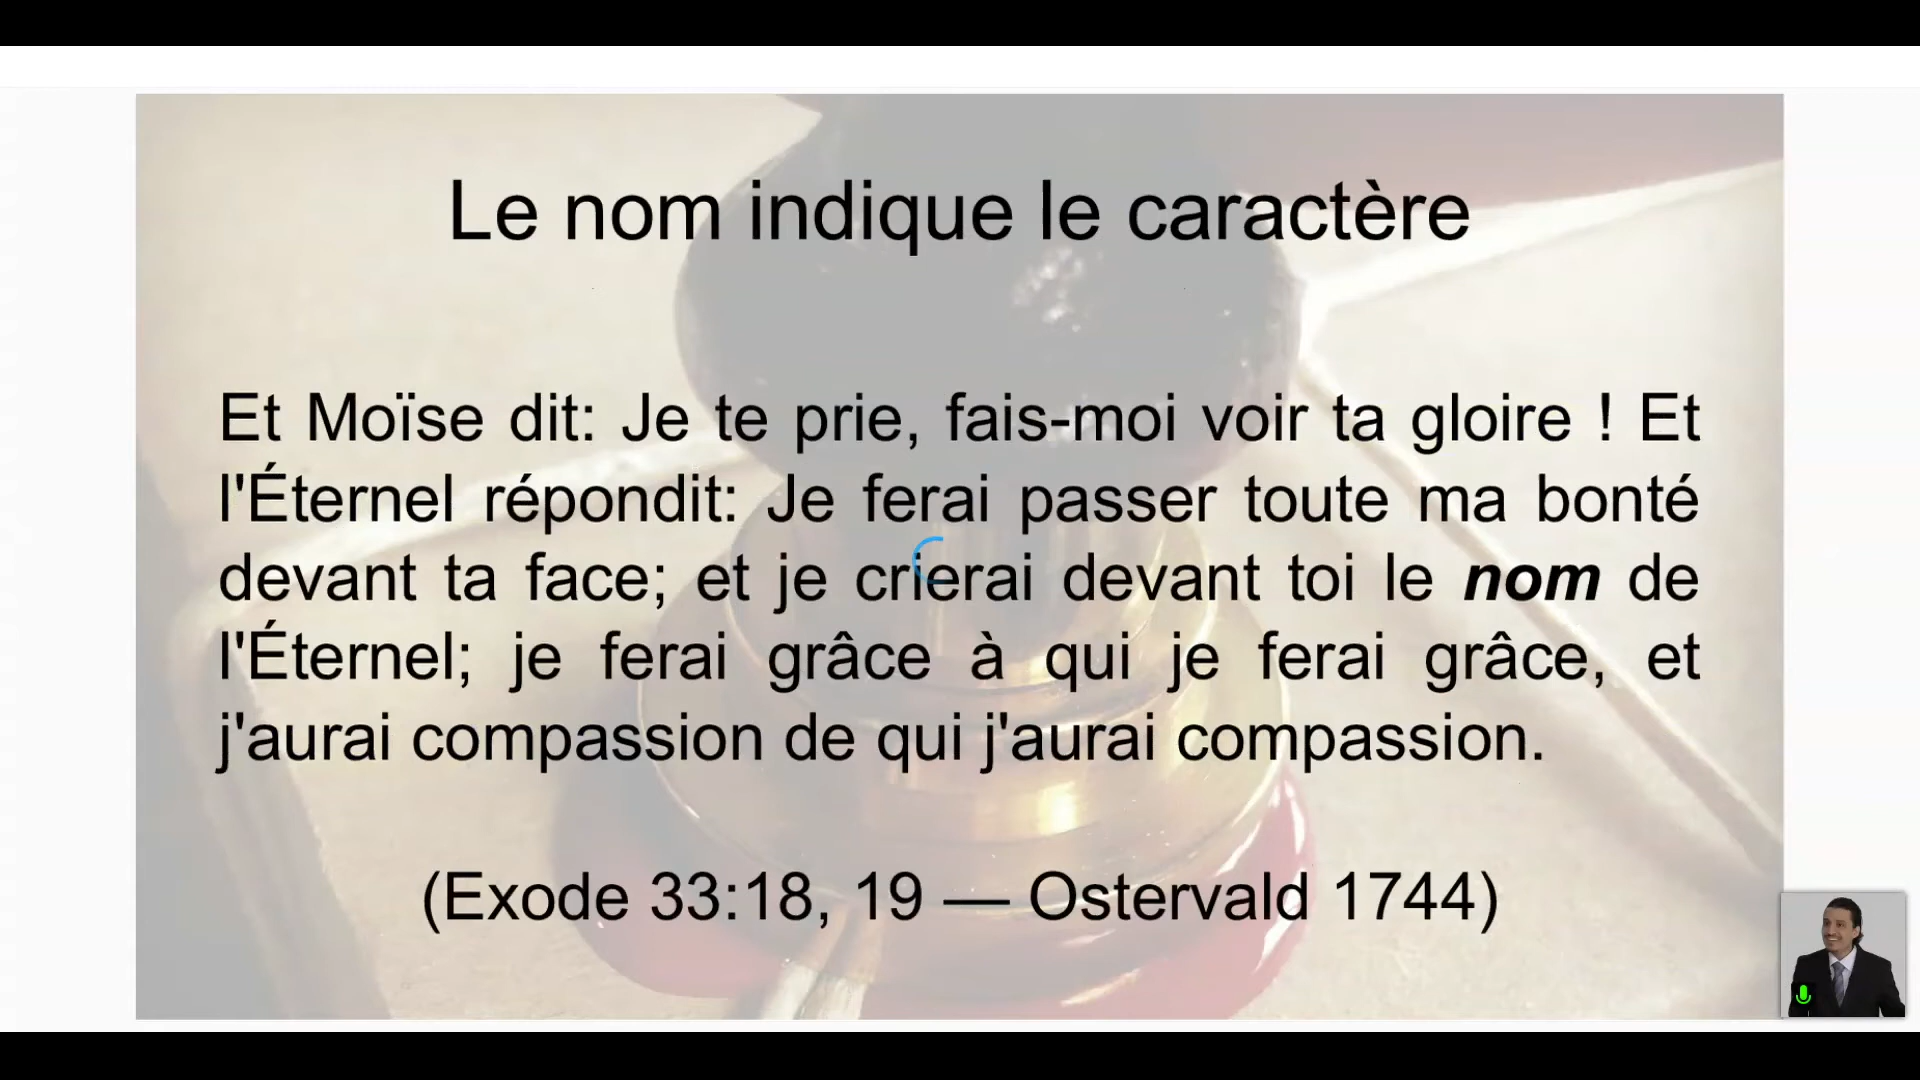 Le nom indique le caractère
Et Moïse dit: Je te prie, fais-moi voir ta gloire ! Et
l'Éternel répondit: Je ferai passer toute ma bonté
devant ta face; et je crierai devant toi le nom de
l'Éternel; je ferai grâce à qui je ferai grâce, et
j'aurai compassion de qui j'aurai compassion.
(Exode 33:18, 19 — Ostervald 1744)